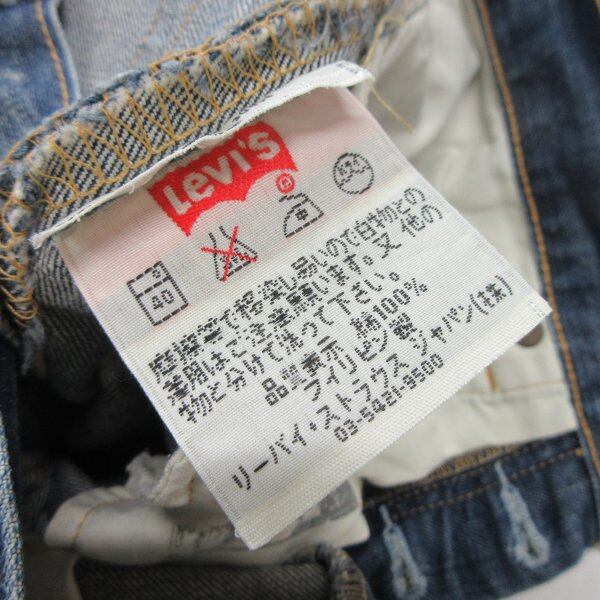 Levi's
R
40
摩擦等で移染し易いので白物との
着用はご注意願います。又 他の
物と分けて洗って下さい。
品質表示 綿100%
フィリピン製
リーバイ・ストラウス ジャパン(株)
03-5421-9500